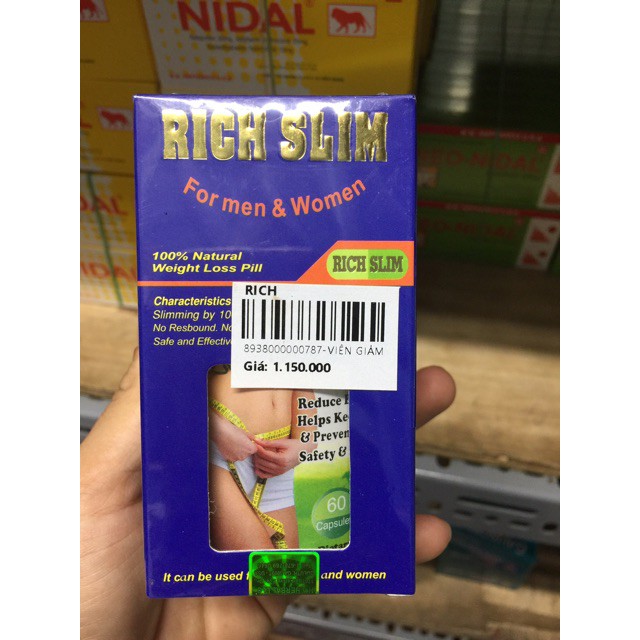 NIDAL
NIDAL
RICH SLIM
For men & Women
100% Natural
Weight Loss Pill
RICH SLIM
Characteristics
Slimming by 10
No Resbound. No
Safe and Effective
RICH
8938000000787-VIÊN GIẢM
Giá: 1.150.000
Reduce
Helps Ke
& Preven
Safety &
60
Capsules
It can be used
and women